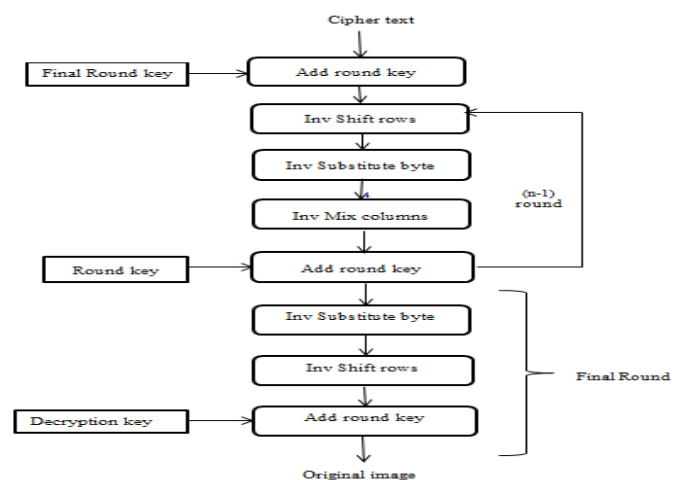 Cipher text
Final Round key
Add round key
Inv Shift rows
Inv Substitute byte
(n-1)
round
Inv Mix columns
Round key
Add round key
Inv Substitute byte
Inv Shift rows
Final Round
Decryption key
Add round key
Original image